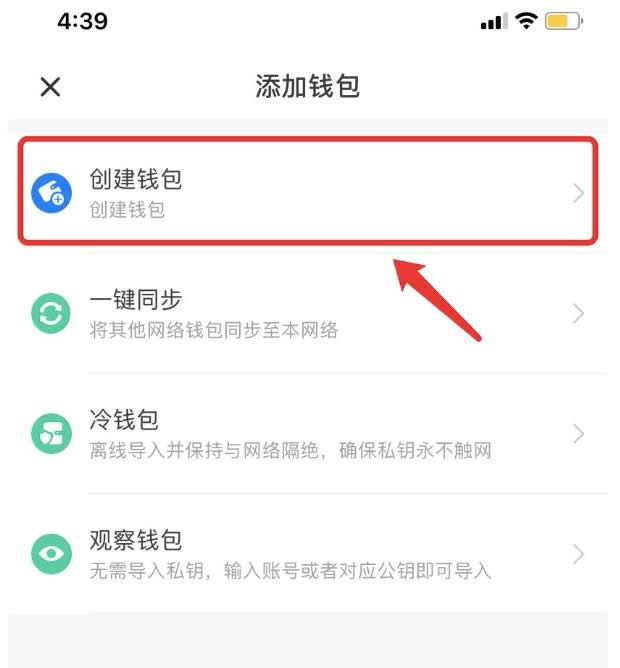 4:39
添加钱包
创建钱包
创建钱包
一键同步
将其他网络钱包同步至本网络
冷钱包
离线导入并保持与网络隔绝，确保私钥永不触网
观察钱包
无需导入私钥，输入账号或者对应公钥即可导入